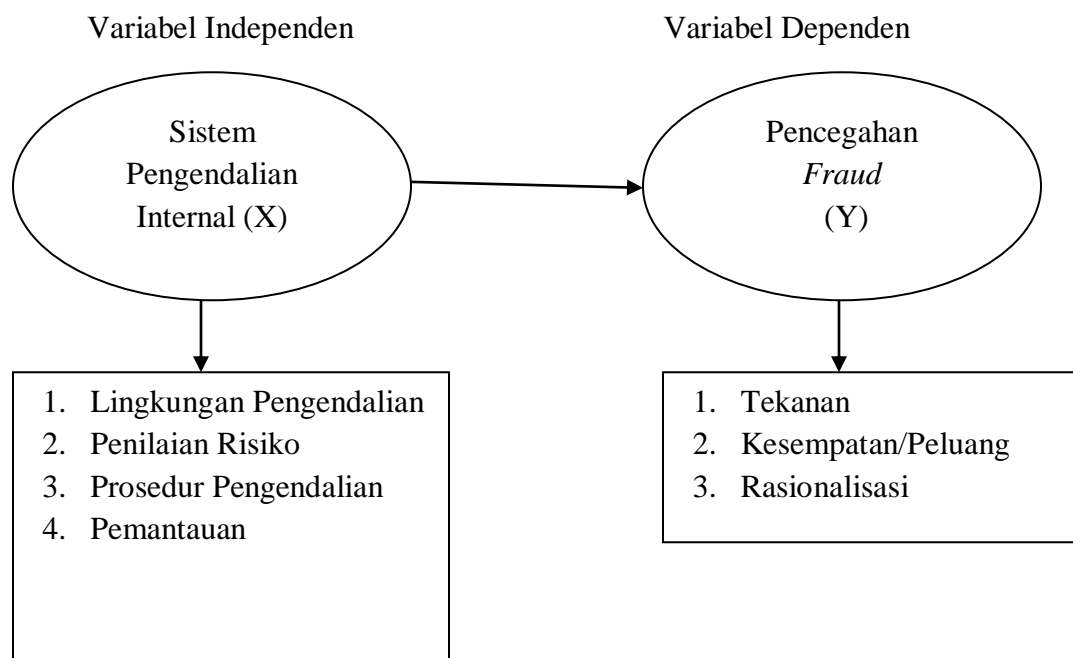 Variabel Independen
Variabel Dependen
Sistem
Pengendalian
Internal (X)
Pencegahan
Fraud
(Y)
1. Lingkungan Pengendalian
2. Penilaian Risiko
3. Prosedur Pengendalian
4. Pemantauan
1. Tekanan
2. Kesempatan/Peluang
3. Rasionalisasi